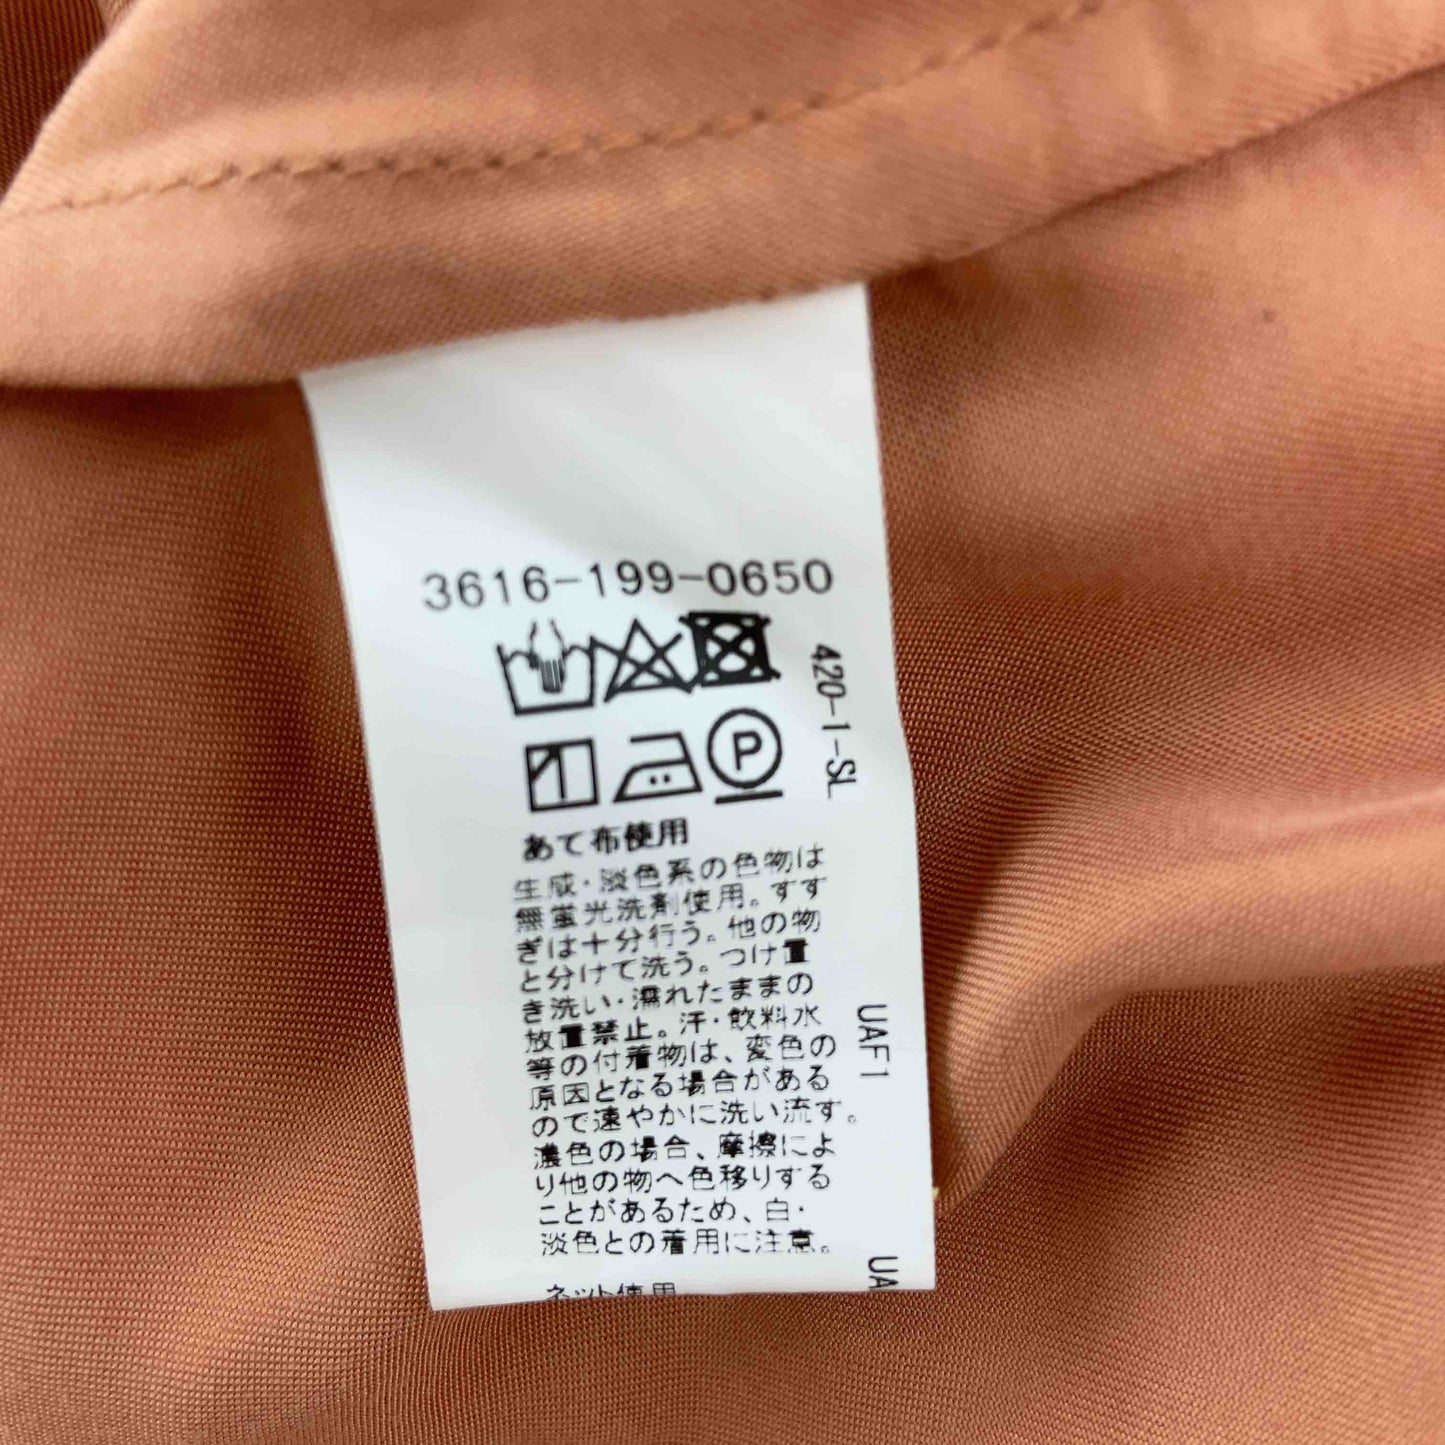 3616-199-0650
P
420-1-SL
あて布使用
生成・淡色系の色物は
無蛍光洗剤使用。すす
ぎは十分行う。他の物
と分けて洗う。つけ置
き洗い・濡れたままの
放置禁止。汗・飲料水
等の付着物は、変色の
原因となる場合がある
ので速やかに洗い流す。
濃色の場合、摩擦によ
り他の物へ色移りする
ことがあるため、白・
淡色との着用に注意。
ネット使用
UAF1
UA